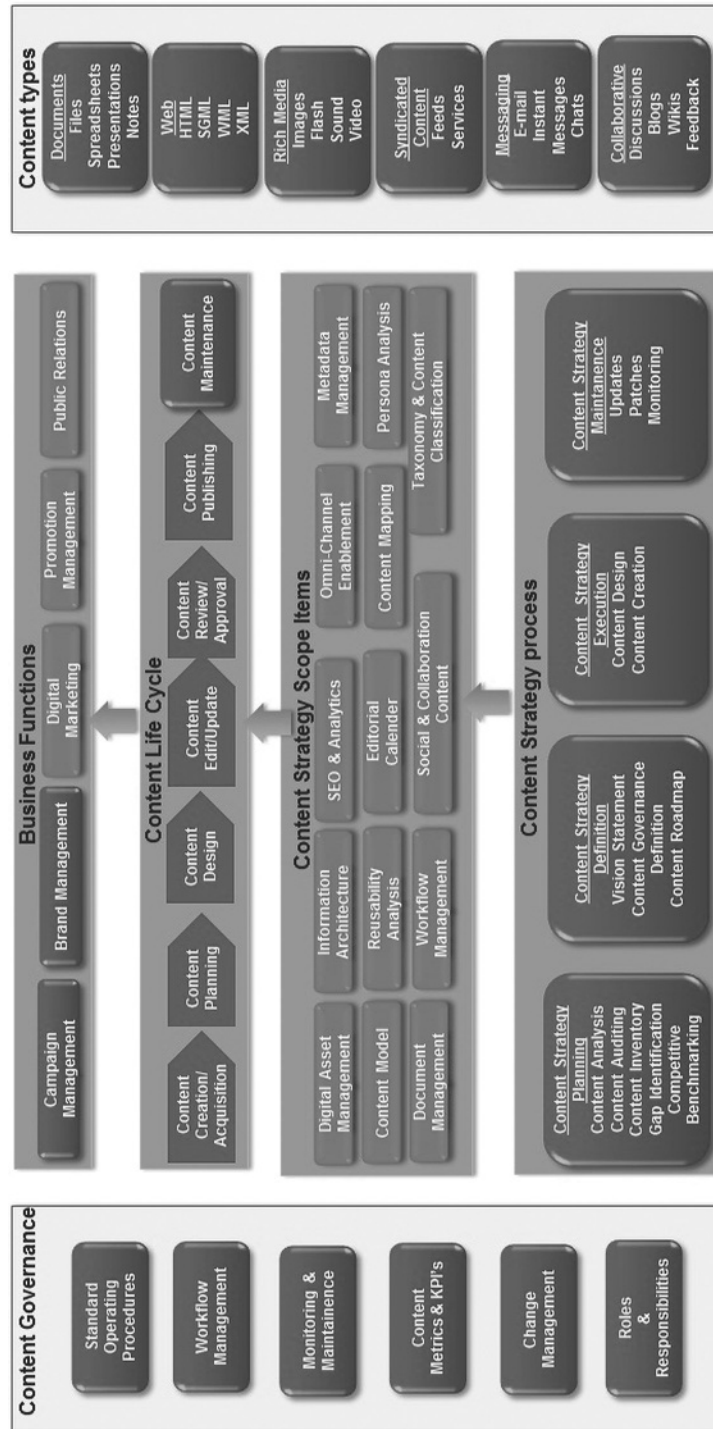 Content Governance
Standard
Operating
Procedures
Workflow
Management
Monitoring &
Maintainence
Content
Metrics & KPI's
Change
Management
Roles
&
Responsibilities
Business Functions
Campaign
Management
Brand Management
Digital
Marketing
Promotion
Management
Public Relations
Content Life Cycle
Content
Creation/
Acquisition
Content
Planning
Content
Design
Content
Edit/Update
Content
Review/
Approval
Content
Publishing
Content
Maintenance
Content Strategy Scope Items
Digital Asset
Management
Information
Architecture
SEO & Analytics
Omni-Channel
Enablement
Metadata
Management
Content Model
Reusability
Analysis
Editorial
Calender
Content Mapping
Persona Analysis
Document
Management
Workflow
Management
Social & Collaboration
Content
Taxonomy & Content
Classification
Content Strategy process
Content Strategy
Planning
Content Analysis
Content Auditing
Content Inventory
Gap Identification
Competitive
Benchmarking
Content Strategy
Definition
Vision Statement
Content Governance
Definition
Content Roadmap
Content Strategy
Execution
Content Design
Content Creation
Content Strategy
Maintanence
Updates
Patches
Monitoring
Content types
Documents
Files
Spreadsheets
Presentations
Notes
Web
HTML
SGML
WML
XML
Rich Media
Images
Flash
Sound
Video
Syndicated
Content
Feeds
Services
Messaging
E-mail
Instant
Messages
Chats
Collaborative
Discussions
Blogs
Wikis
Feedback